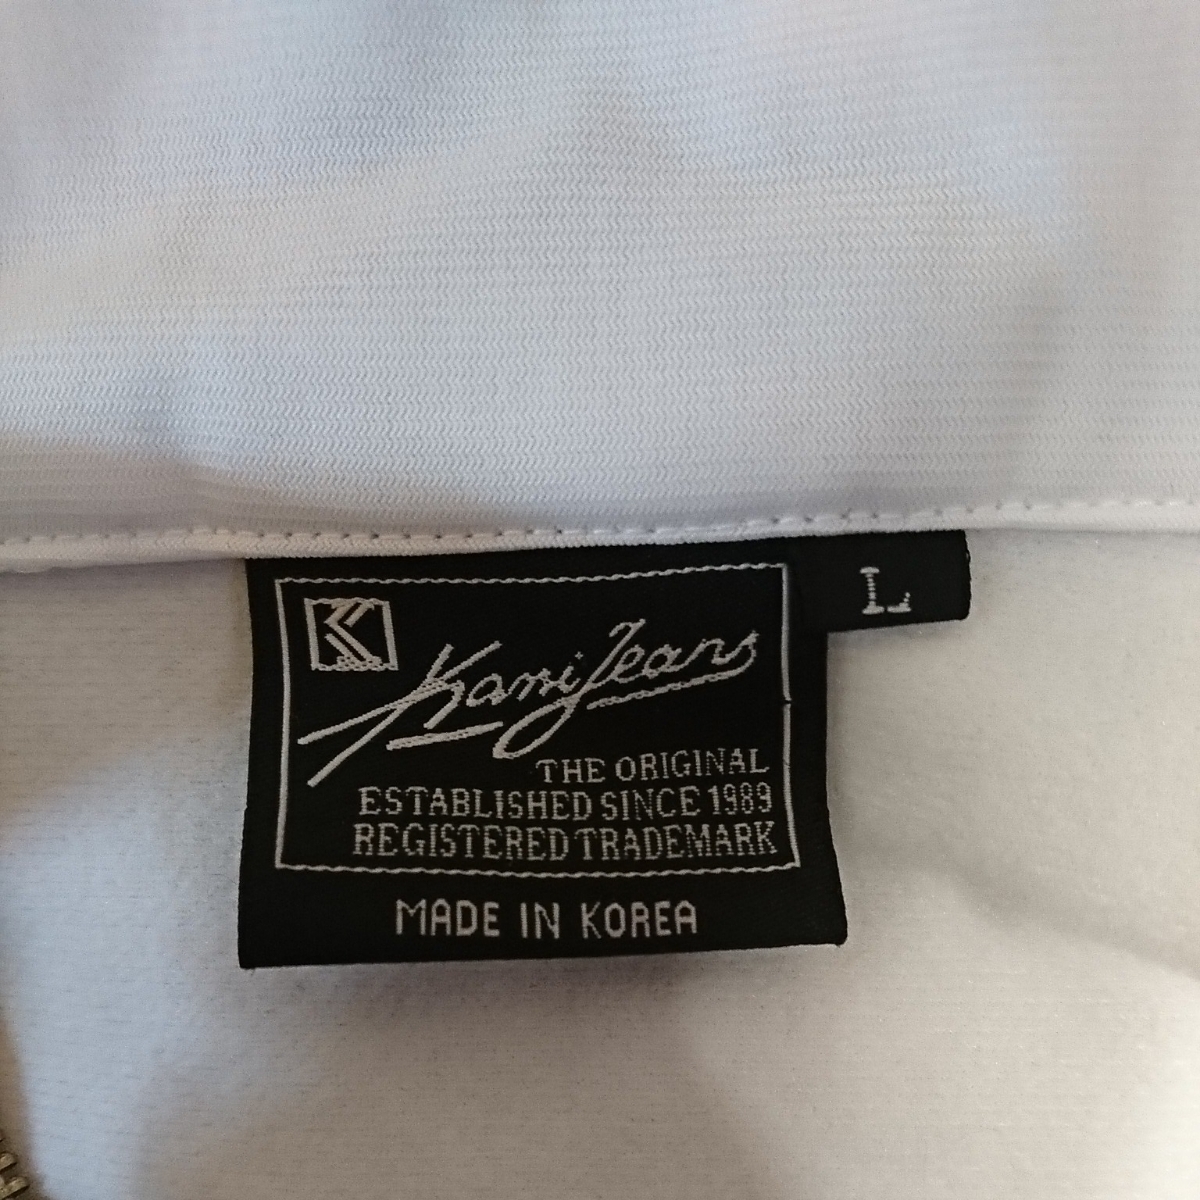 K
Kani Jeans
L
THE ORIGINAL
ESTABLISHED SINCE 1989
REGISTERED TRADEMARK
MADE IN KOREA